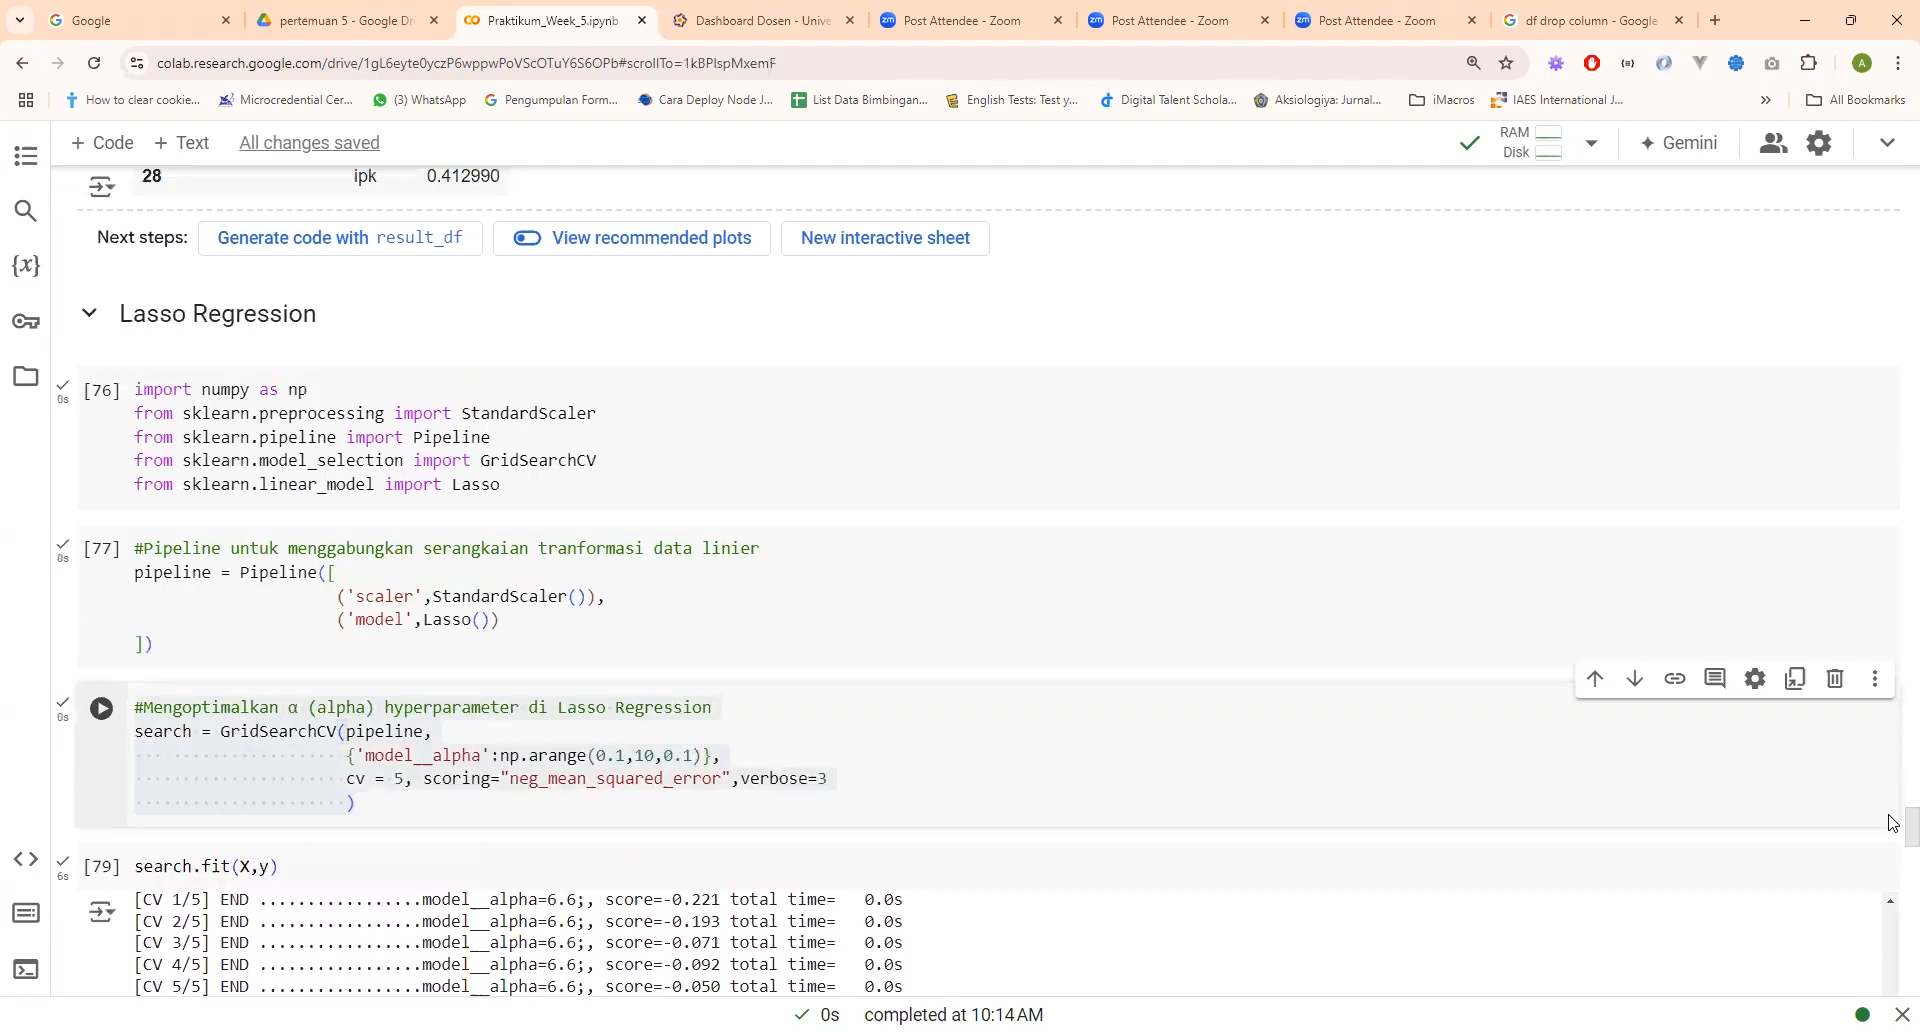 Google
pertemuan 5 - Google Dr
Praktikum_Week_5.ipynb
Dashboard Dosen - Unive
Post Attendee - Zoom
Post Attendee - Zoom
Post Attendee - Zoom
df drop column - Google
colab.research.google.com/drive/1gL6eyte0yczP6wppwPoVScOTuY6S6OPb#scrollTo=1kBPlspMxemF
A
How to clear cookie...
Microcredential Cer...
(3) WhatsApp
Pengumpulan Form...
Cara Deploy Node J...
List Data Bimbingan...
English Tests: Test y...
Digital Talent Schola...
Aksiologiya: Jurnal...
iMacros
IAES International J...
All Bookmarks
+ Code + Text All changes saved
RAM
Disk
Gemini
28 ipk 0.412990
Next steps: Generate code with result_df View recommended plots New interactive sheet
Lasso Regression
[76] import numpy as np
from sklearn.preprocessing import StandardScaler
from sklearn.pipeline import Pipeline
from sklearn.model_selection import GridSearchCV
from sklearn.linear_model import Lasso
0s
[77] #Pipeline untuk menggabungkan serangkaian tranformasi data linier
pipeline = Pipeline([
('scaler',StandardScaler()),
('model',Lasso())
])
0s
#Mengoptimalkan α (alpha) hyperparameter di Lasso Regression
search = GridSearchCV(pipeline,
{'model__alpha':np.arange(0.1,10,0.1)},
cv = 5, scoring="neg_mean_squared_error",verbose=3
)
0s
[79] search.fit(X,y)
6s
[CV 1/5] END .................model__alpha=6.6;, score=-0.221 total time=   0.0s
[CV 2/5] END .................model__alpha=6.6;, score=-0.193 total time=   0.0s
[CV 3/5] END .................model__alpha=6.6;, score=-0.071 total time=   0.0s
[CV 4/5] END .................model__alpha=6.6;, score=-0.092 total time=   0.0s
[CV 5/5] END .................model__alpha=6.6;, score=-0.050 total time=   0.0s
0s completed at 10:14 AM